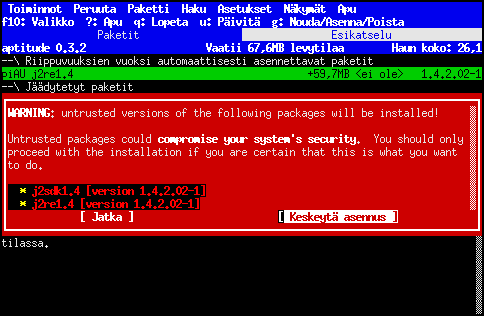 Toiminnot Peruuta Paketti Haku Asetukset Näkymät Apu
f10: Valikko ?: Apu q: Lopeta u: Päivitä g: Nouda/Asenna/Poista
Paketit Esikatselu
aptitude 0.3.2 Vaatii 67,6MB levytilaa Haun koko: 26,1
--\ Riippuvuuksien vuoksi automaattisesti asennettavat paketit
piAU j2re1.4 +59,7MB <ei ole> 1.4.2.02-1
--\ Jäädytetyt paketit
WARNING: untrusted versions of the following packages will be installed!
Untrusted packages could compromise your system's security. You should only
proceed with the installation if you are certain that this is what you want
to do.
* j2sdk1.4 [version 1.4.2.02-1]
* j2re1.4 [version 1.4.2.02-1]
[ Jatka ] [ Keskeytä asennus ]
tilassa.